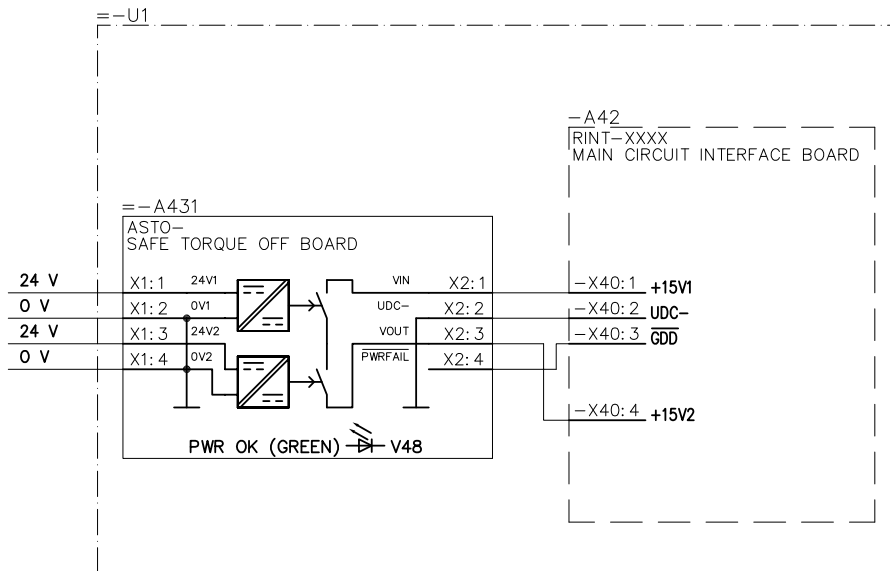 =-U1
-A42
RINT-XXXX
MAIN CIRCUIT INTERFACE BOARD
=-A431
ASTO-
SAFE TORQUE OFF BOARD
24 V X1:1 24V1 VIN X2:1 -X40:1 +15V1
0 V X1:2 0V1 UDC- X2:2 -X40:2 UDC-
24 V X1:3 24V2 VOUT X2:3 -X40:3 GDD
0 V X1:4 0V2 PWRFAIL X2:4
-X40:4 +15V2
PWR OK (GREEN) V48